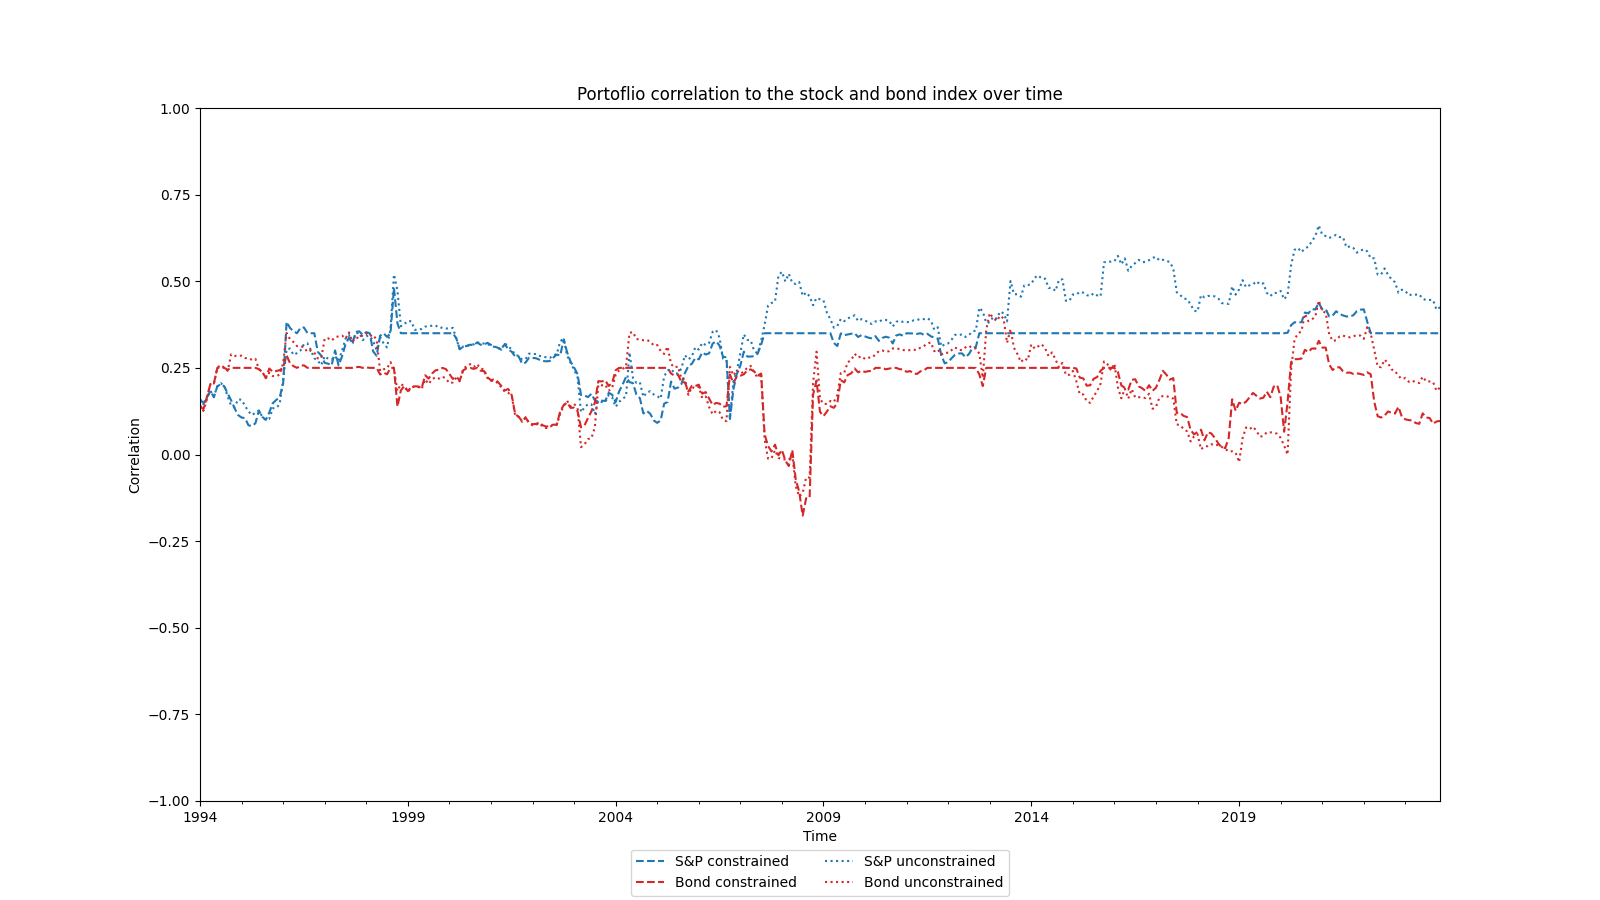 Portoflio correlation to the stock and bond index over time
1.00
0.75
0.50
0.25
0.00
−0.25
−0.50
−0.75
−1.00
Correlation
1994 1999 2004 2009 2014 2019
Time
S&P constrained S&P unconstrained
Bond constrained Bond unconstrained